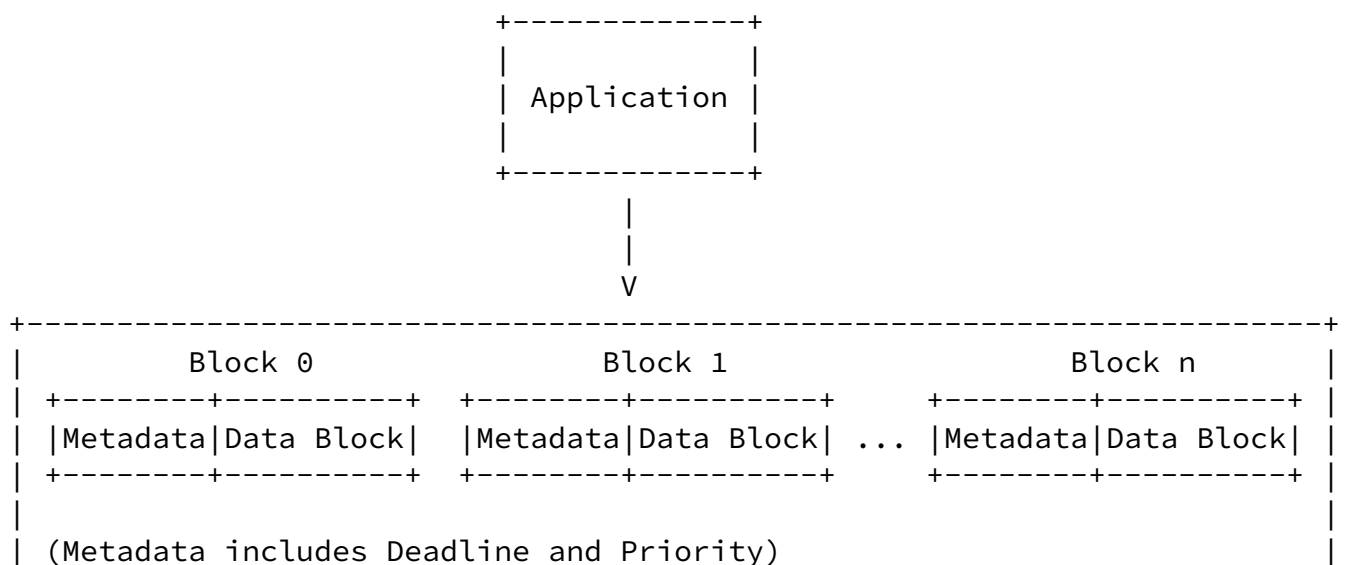 Application
V
Block 0 Block 1 Block n
|Metadata|Data Block| |Metadata|Data Block| ... |Metadata|Data Block|
(Metadata includes Deadline and Priority)